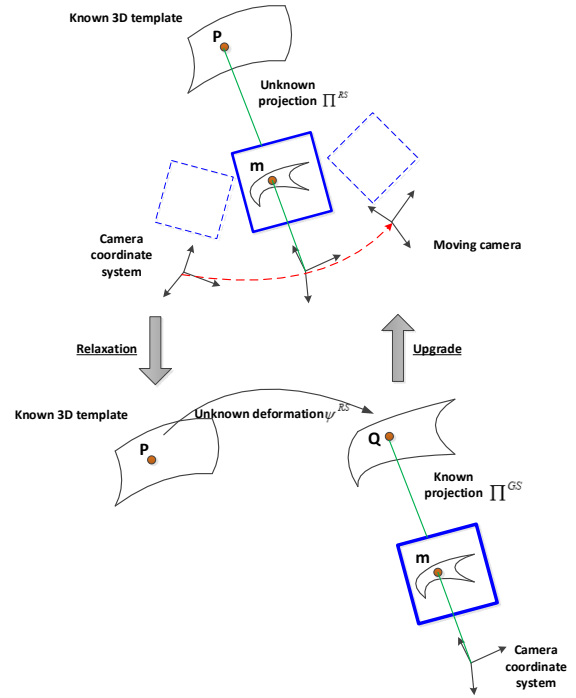 Known 3D template
P
Unknown
projection ∏^RS
m
Camera
coordinate
system
Moving camera
Relaxation
Upgrade
Known 3D template
Unknown deformation ψ^RS
P
Q
Known
projection ∏^GS
m
Camera
coordinate
system